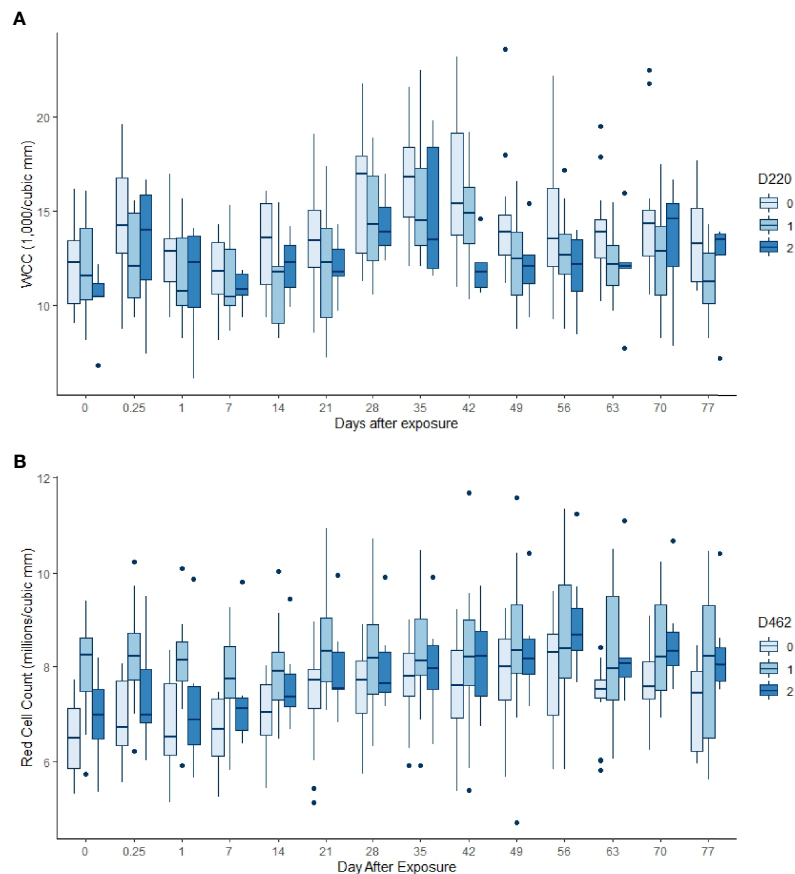 A
WCC (1,000/cubic mm)
20
15
10
0 0.25 1 7 14 21 28 35 42 49 56 63 70 77
Days after exposure
D220
0
1
2
B
Red Cell Count (millions/cubic mm)
12
10
8
6
0 0.25 1 7 14 21 28 35 42 49 56 63 70 77
Day After Exposure
D462
0
1
2